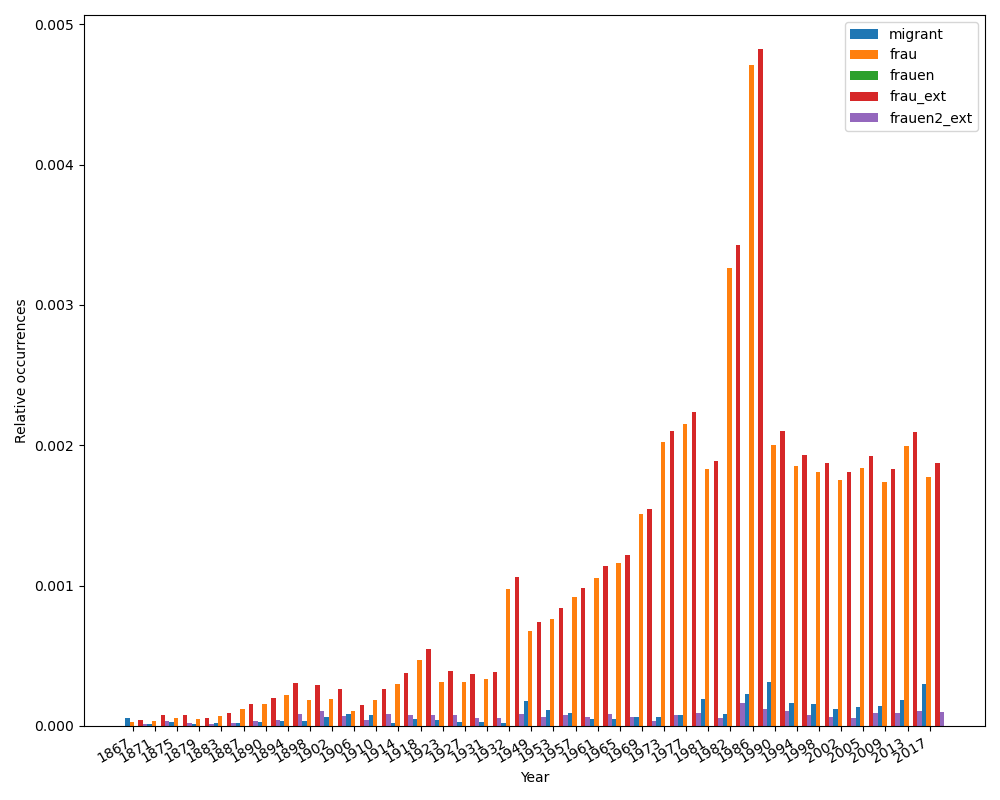 0.005
0.004
0.003
0.002
0.001
0.000
Relative occurrences
migrant
frau
frauen
frau_ext
frauen2_ext
1867 1871 1875 1879 1883 1887 1890 1894 1898 1902 1906 1910 1914 1918 1923 1927 1931 1932 1949 1953 1957 1961 1965 1969 1973 1977 1981 1982 1986 1990 1994 1998 2002 2005 2009 2013 2017
Year